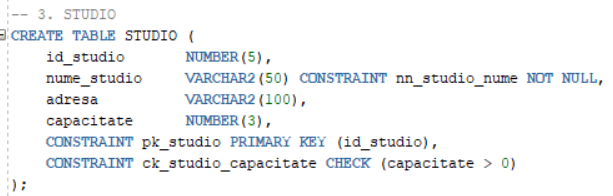 -- 3. STUDIO
CREATE TABLE STUDIO (
    id_studio       NUMBER(5),
    nume_studio     VARCHAR2(50) CONSTRAINT nn_studio_nume NOT NULL,
    adresa          VARCHAR2(100),
    capacitate      NUMBER(3),
    CONSTRAINT pk_studio PRIMARY KEY (id_studio),
    CONSTRAINT ck_studio_capacitate CHECK (capacitate > 0)
);